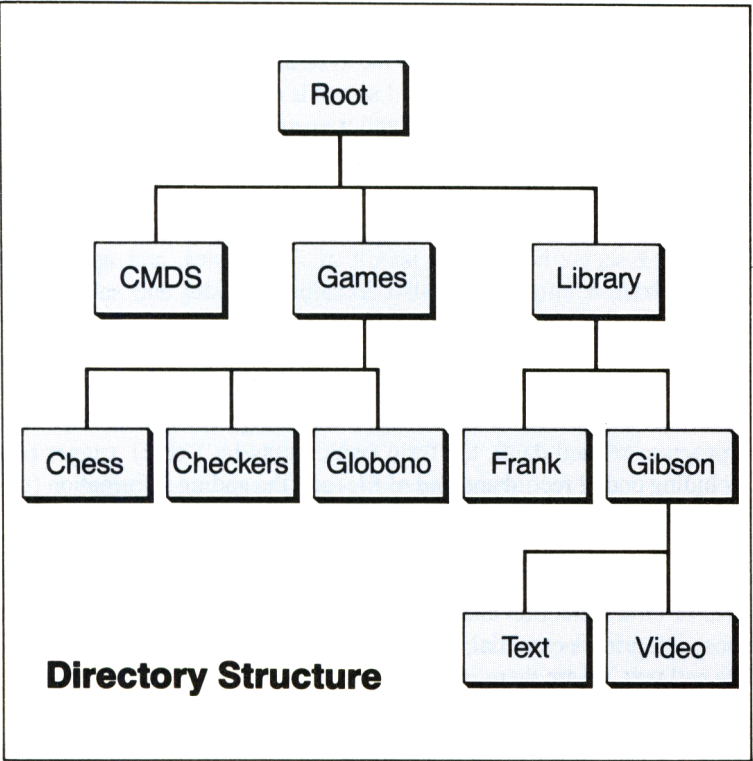 Root
CMDS Games Library
Chess Checkers Globono Frank Gibson
Text Video
Directory Structure